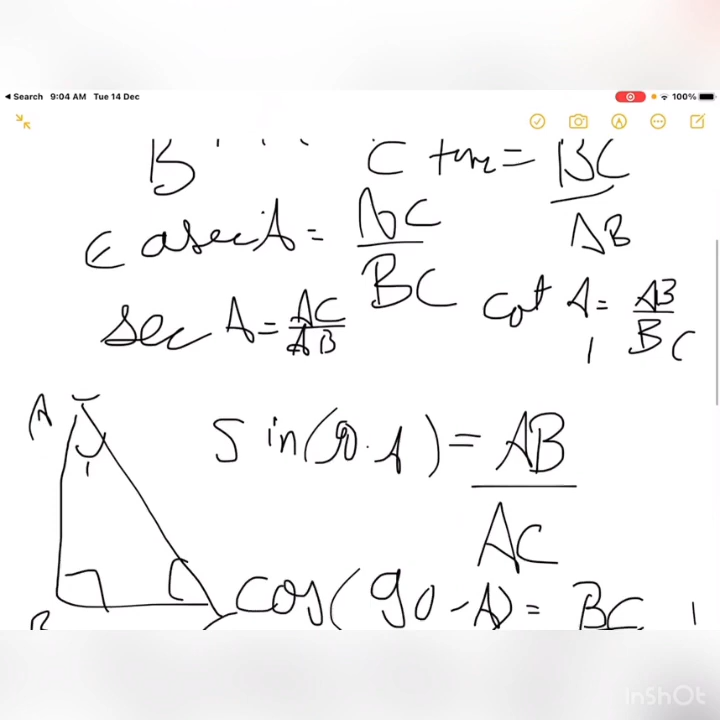 Search 9:04 AM Tue 14 Dec 100%
B C tan = BC / AB
cosec A = AC / BC
sec A = AC / AB cot A = AB / BC
A sin(90-A) = AB / AC
cos(90-A) = BC
B
InShOt